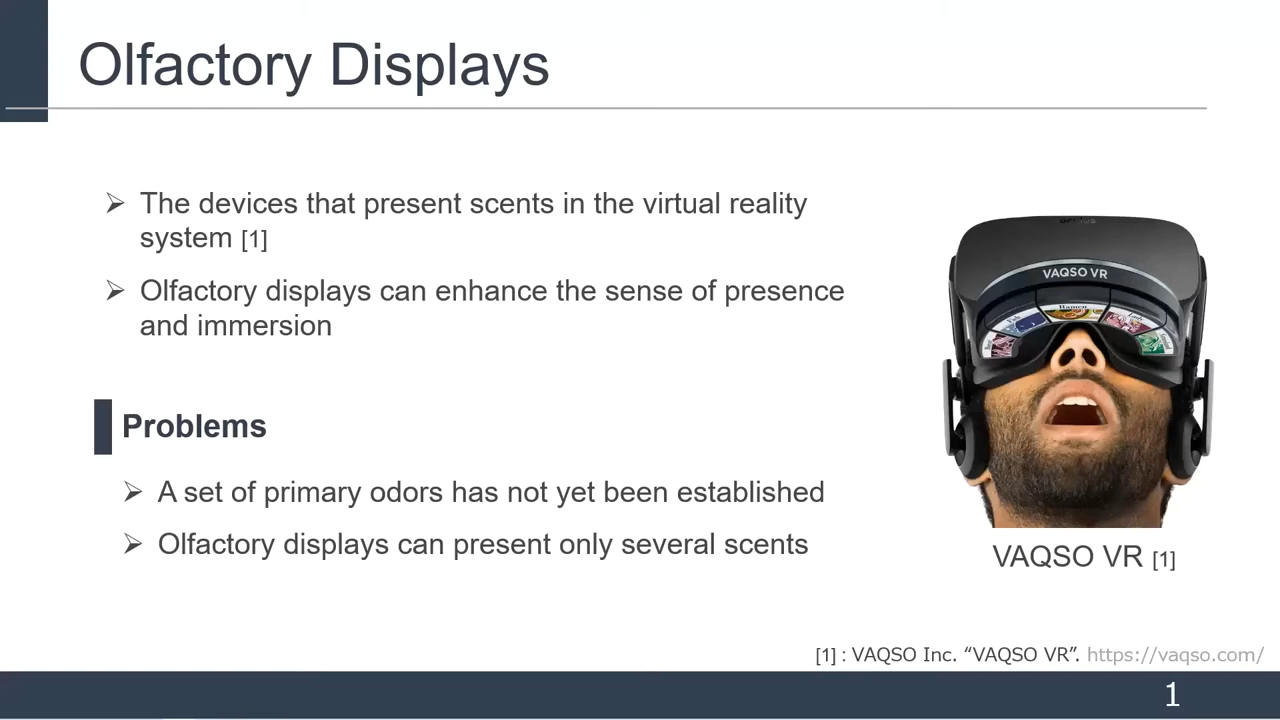 Olfactory Displays
➢ The devices that present scents in the virtual reality
system [1]
➢ Olfactory displays can enhance the sense of presence
and immersion
VAQSO VR
Ramen
Problems
➢ A set of primary odors has not yet been established
➢ Olfactory displays can present only several scents
VAQSO VR [1]
[1] : VAQSO Inc. “VAQSO VR”. https://vaqso.com/
1